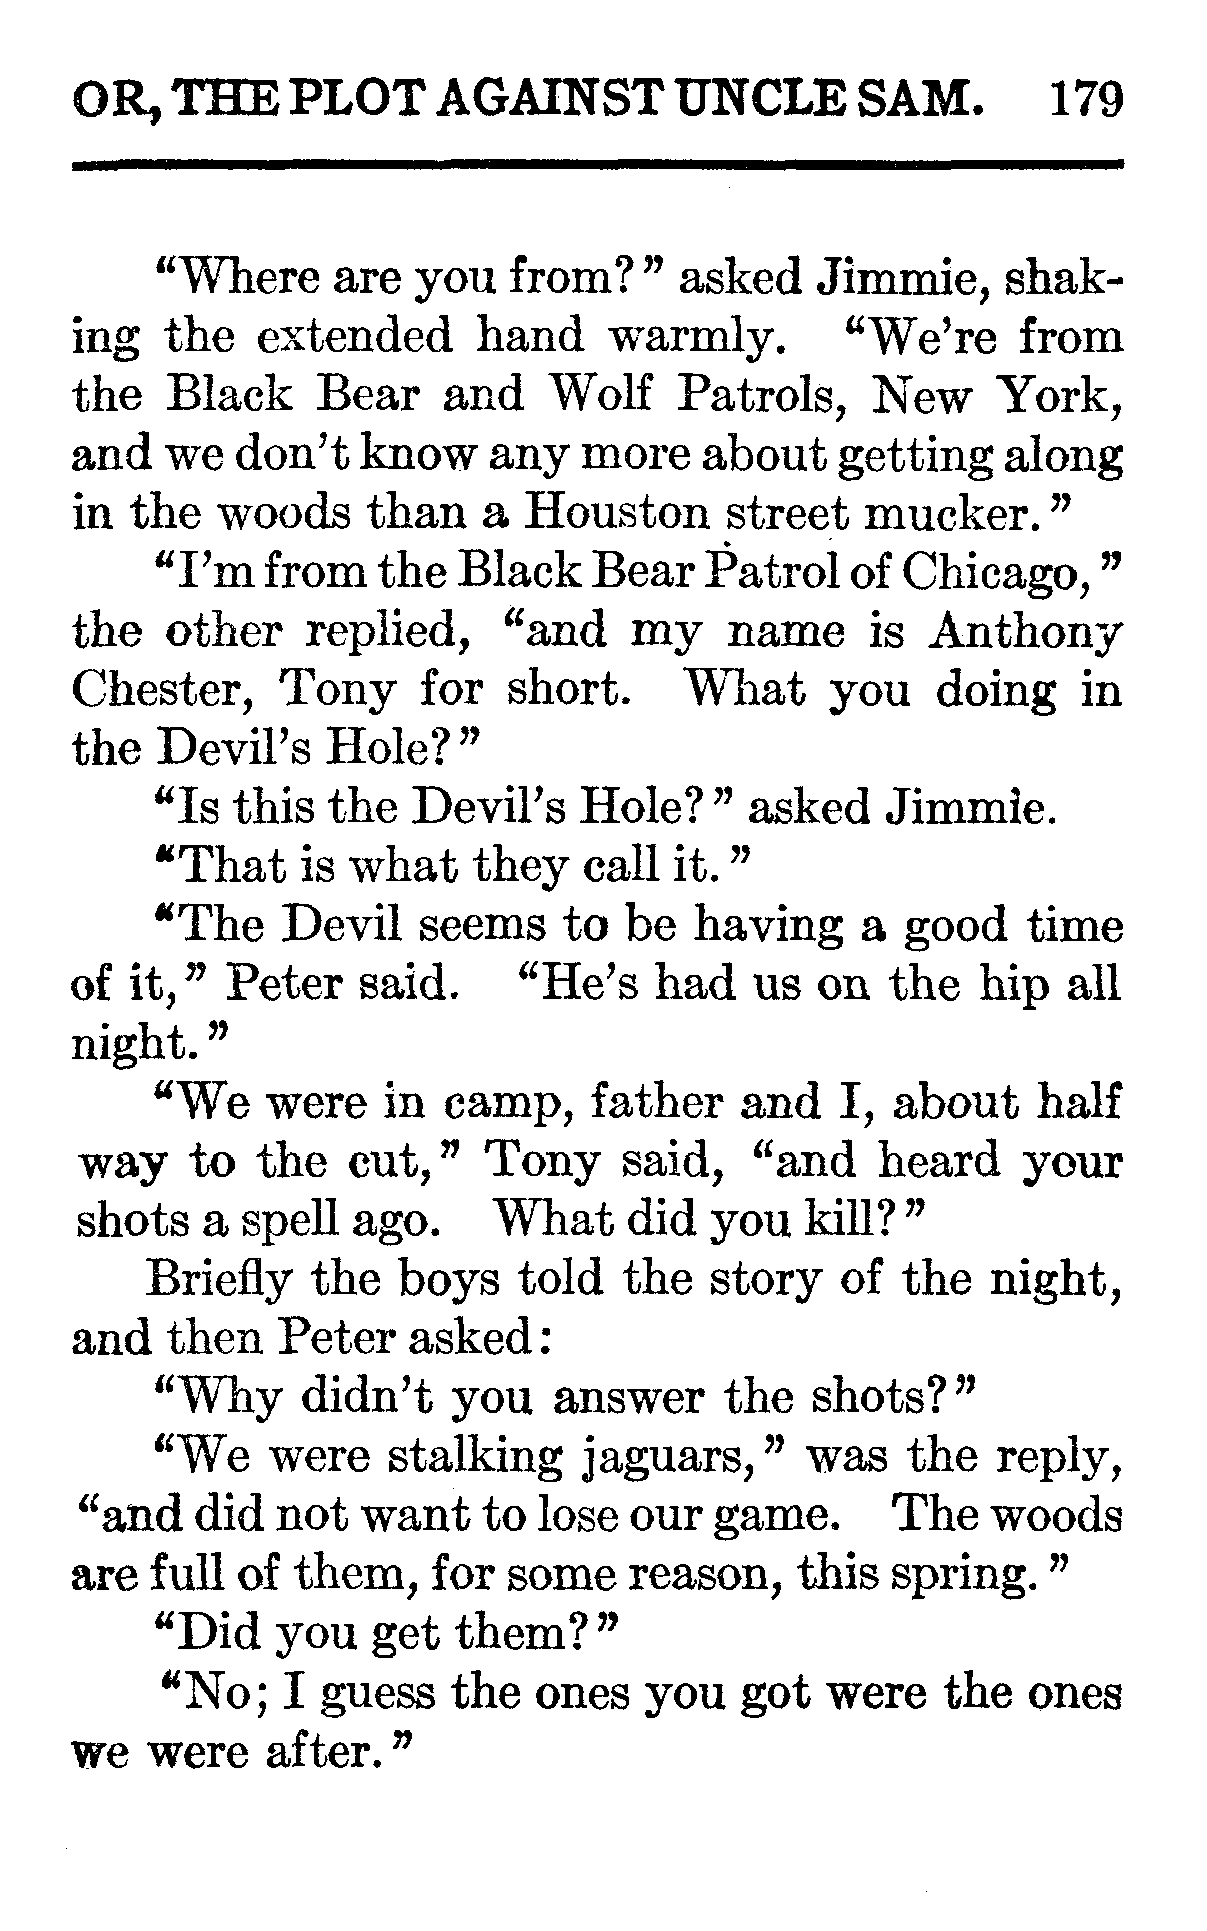 OR, THE PLOT AGAINST UNCLE SAM. 179
“Where are you from?” asked Jimmie, shak-
ing the extended hand warmly. “We're from
the Black Bear and Wolf Patrols, New York,
and we don't know any more about getting along
in the woods than a Houston street mucker.”
“I'm from the Black Bear Patrol of Chicago,”
the other replied, “and my name is Anthony
Chester, Tony for short. What you doing in
the Devil's Hole?”
“Is this the Devil's Hole?” asked Jimmie.
“That is what they call it.”
“The Devil seems to be having a good time
of it,” Peter said. “He's had us on the hip all
night.”
“We were in camp, father and I, about half
way to the cut,” Tony said, “and heard your
shots a spell ago. What did you kill?”
Briefly the boys told the story of the night,
and then Peter asked:
“Why didn't you answer the shots?”
“We were stalking jaguars,” was the reply,
“and did not want to lose our game. The woods
are full of them, for some reason, this spring.”
“Did you get them?”
“No; I guess the ones you got were the ones
we were after.”